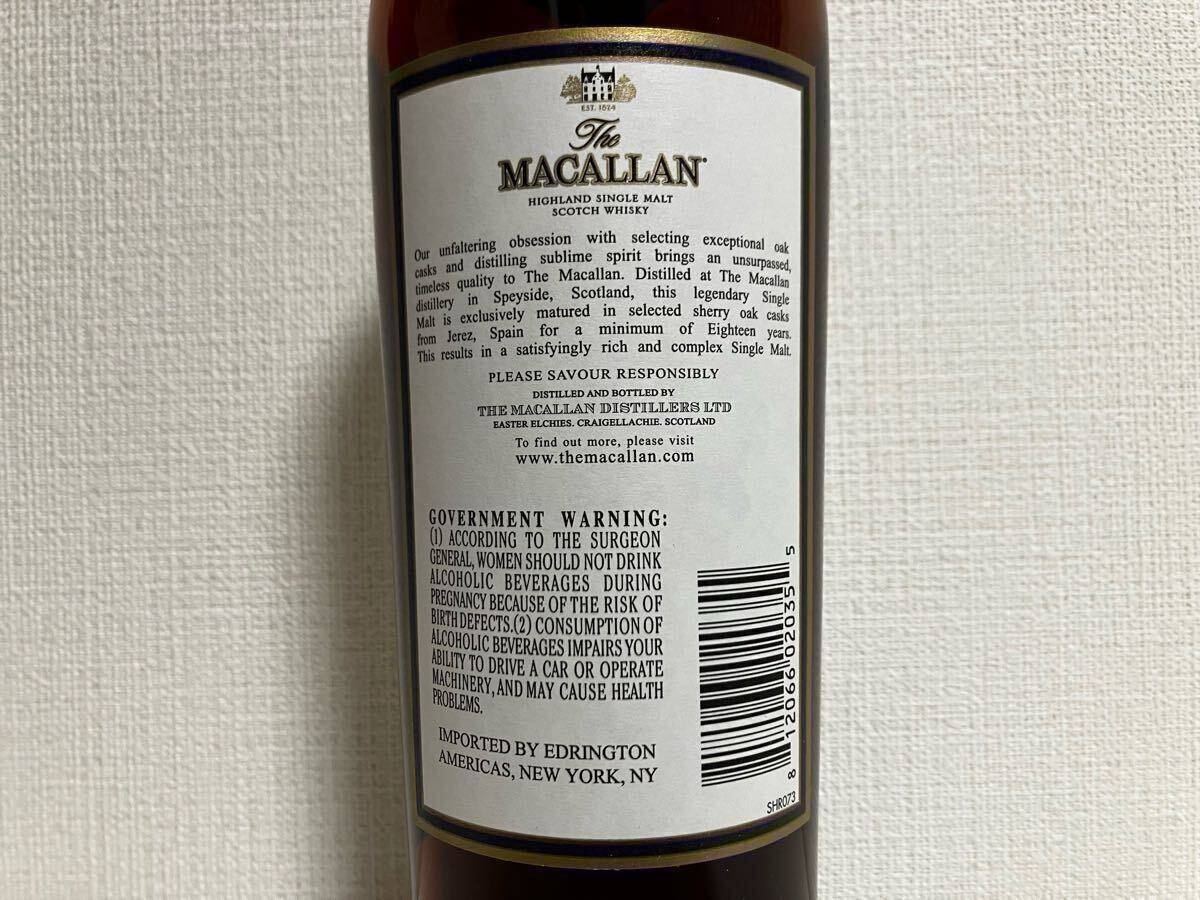 EST. 1824
The
MACALLAN
HIGHLAND SINGLE MALT
SCOTCH WHISKY
Our unfaltering obsession with selecting exceptional oak
casks and distilling sublime spirit brings an unsurpassed,
timeless quality to The Macallan. Distilled at The Macallan
distillery in Speyside, Scotland, this legendary Single
Malt is exclusively matured in selected sherry oak casks
from Jerez, Spain for a minimum of Eighteen years.
This results in a satisfyingly rich and complex Single Malt.
PLEASE SAVOUR RESPONSIBLY
DISTILLED AND BOTTLED BY
THE MACALLAN DISTILLERS LTD
EASTER ELCHIES. CRAIGELLACHIE. SCOTLAND
To find out more, please visit
www.themacallan.com
GOVERNMENT WARNING:
(1) ACCORDING TO THE SURGEON
GENERAL, WOMEN SHOULD NOT DRINK
ALCOHOLIC BEVERAGES DURING
PREGNANCY BECAUSE OF THE RISK OF
BIRTH DEFECTS.(2) CONSUMPTION OF
ALCOHOLIC BEVERAGES IMPAIRS YOUR
ABILITY TO DRIVE A CAR OR OPERATE
MACHINERY, AND MAY CAUSE HEALTH
PROBLEMS.
IMPORTED BY EDRINGTON
AMERICAS, NEW YORK, NY
8 12066 02035 5
SHR073